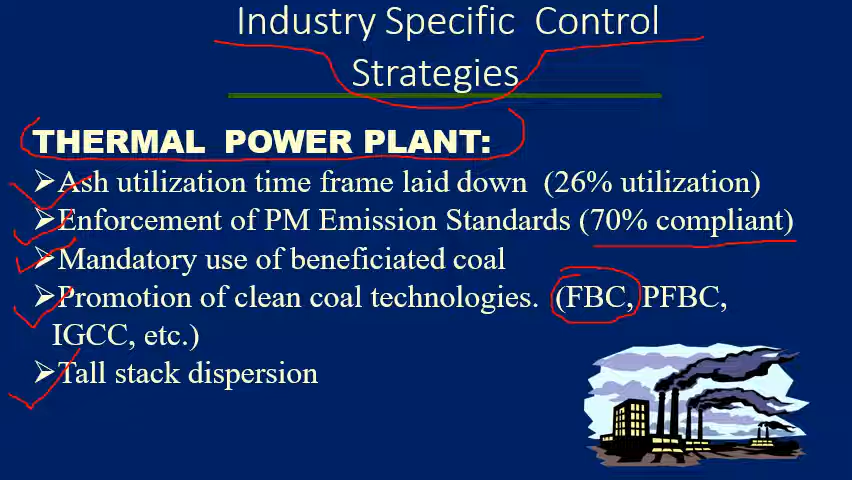 Industry Specific Control
Strategies
THERMAL POWER PLANT:
➢Ash utilization time frame laid down (26% utilization)
➢Enforcement of PM Emission Standards (70% compliant)
➢Mandatory use of beneficiated coal
➢Promotion of clean coal technologies. (FBC, PFBC,
IGCC, etc.)
➢Tall stack dispersion